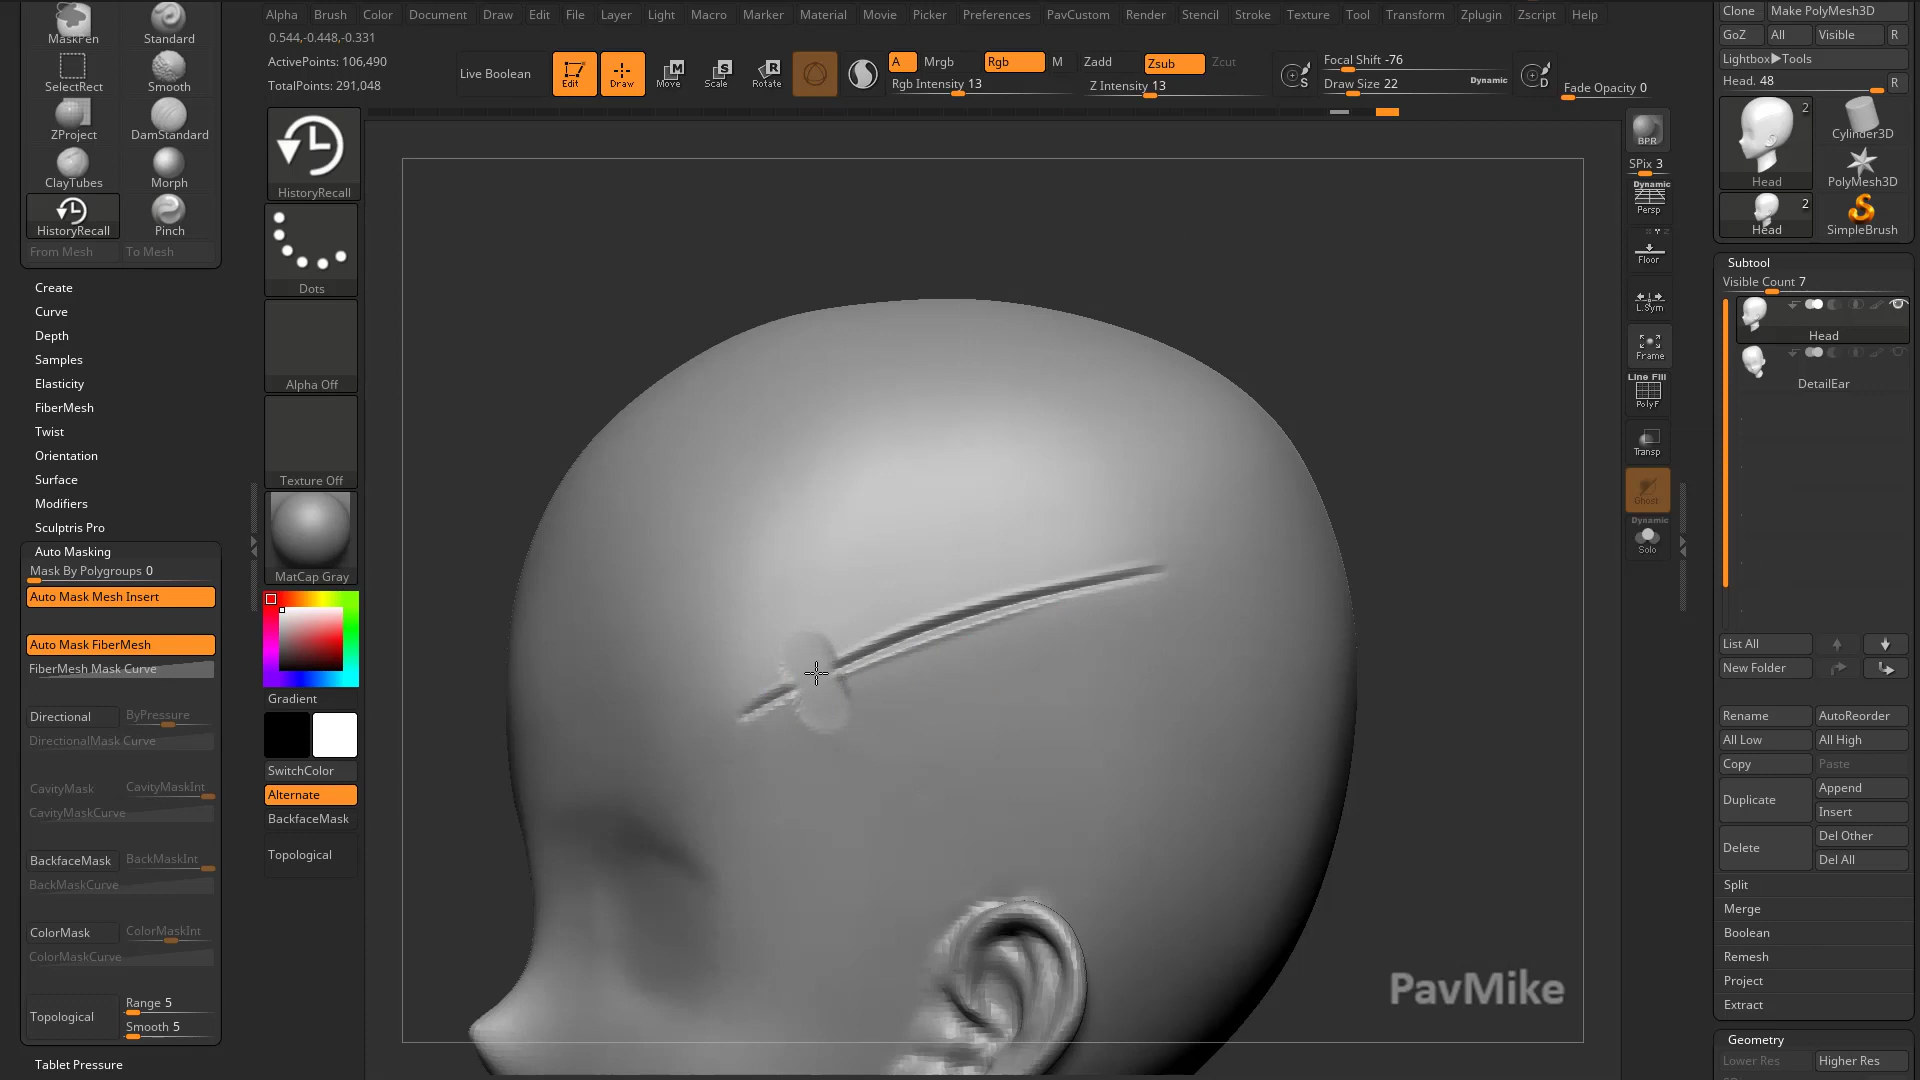 Alpha Brush Color Document Draw Edit File Layer Light Macro Marker Material Movie Picker Preferences PavCustom Render Stencil Stroke Texture Tool Transform Zplugin Zscript Help
0.544,-0.448,-0.331
ActivePoints: 106,490
TotalPoints: 291,048
Live Boolean
Edit
Draw
Move
Scale
Rotate
A
Mrgb
Rgb
M
Rgb Intensity 13
Zadd
Zsub
Zcut
Z Intensity 13
S
Focal Shift -76
Draw Size 22
Dynamic
D
Fade Opacity 0
MaskPen
Standard
SelectRect
Smooth
ZProject
DamStandard
ClayTubes
Morph
HistoryRecall
Pinch
From Mesh
To Mesh
Create
Curve
Depth
Samples
Elasticity
FiberMesh
Twist
Orientation
Surface
Modifiers
Sculptris Pro
Auto Masking
Mask By Polygroups 0
Auto Mask Mesh Insert
Auto Mask FiberMesh
FiberMesh Mask Curve
Directional
ByPressure
DirectionalMask Curve
CavityMask
CavityMaskInt
CavityMaskCurve
BackfaceMask
BackMaskInt
BackMaskCurve
ColorMask
ColorMaskInt
ColorMaskCurve
Topological
Range 5
Smooth 5
Tablet Pressure
HistoryRecall
Dots
Alpha Off
Texture Off
MatCap Gray
Gradient
SwitchColor
Alternate
BackfaceMask
Topological
PavMike
BPR
SPix 3
Dynamic
Persp
Floor
L.Sym
Frame
Line Fill
PolyF
Transp
Ghost
Dynamic
Solo
Clone
Make PolyMesh3D
GoZ
All
Visible
R
Lightbox▶Tools
Head. 48
R
2
Head
Cylinder3D
PolyMesh3D
2
Head
SimpleBrush
Subtool
Visible Count 7
Head
DetailEar
List All
New Folder
Rename
AutoReorder
All Low
All High
Copy
Paste
Duplicate
Append
Insert
Delete
Del Other
Del All
Split
Merge
Boolean
Remesh
Project
Extract
Geometry
Lower Res
Higher Res